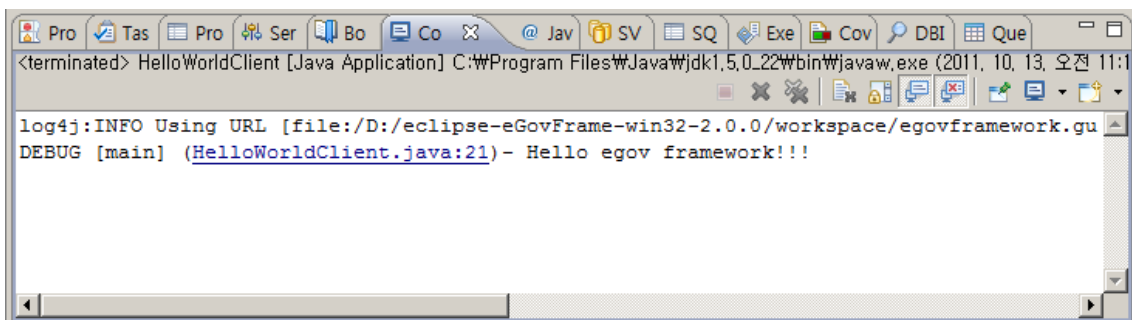 Pro Tas Pro Ser Bo Co @ Jav SV SQ Exe Cov DBI Que
<terminated> HelloWorldClient [Java Application] C:₩Program Files₩Java₩jdk1,5,0_22₩bin₩javaw,exe (2011, 10, 13, 오전 11:1
log4j:INFO Using URL [file:/D:/eclipse-eGovFrame-win32-2.0.0/workspace/egovframework.gu
DEBUG [main] (HelloWorldClient.java:21)- Hello egov framework!!!